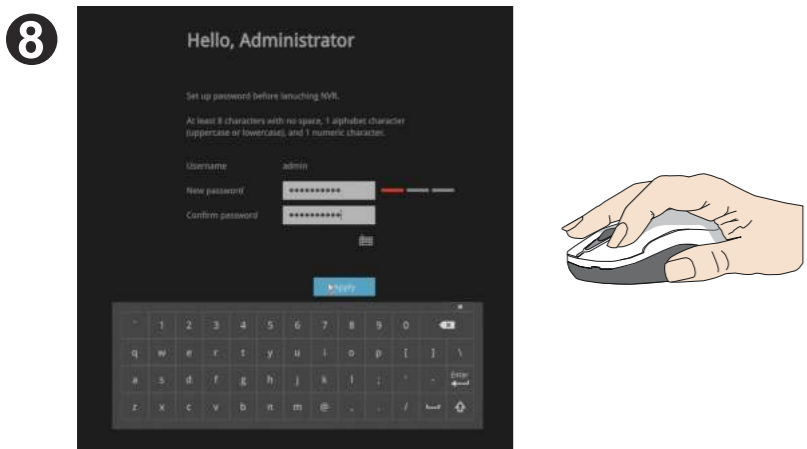 8
Hello, Administrator
Set up password before lanuching NVR.
At least 8 characters with no space, 1 alphabet character
(uppercase or lowercase), and 1 numeric character.
Username admin
New password ••••••••••
Confirm password ••••••••••
Apply
1 2 3 4 5 6 7 8 9 0
q w e r t y u i o p [ ] \
a s d f g h j k l ; ' - Enter
z x c v b n m @ , . /